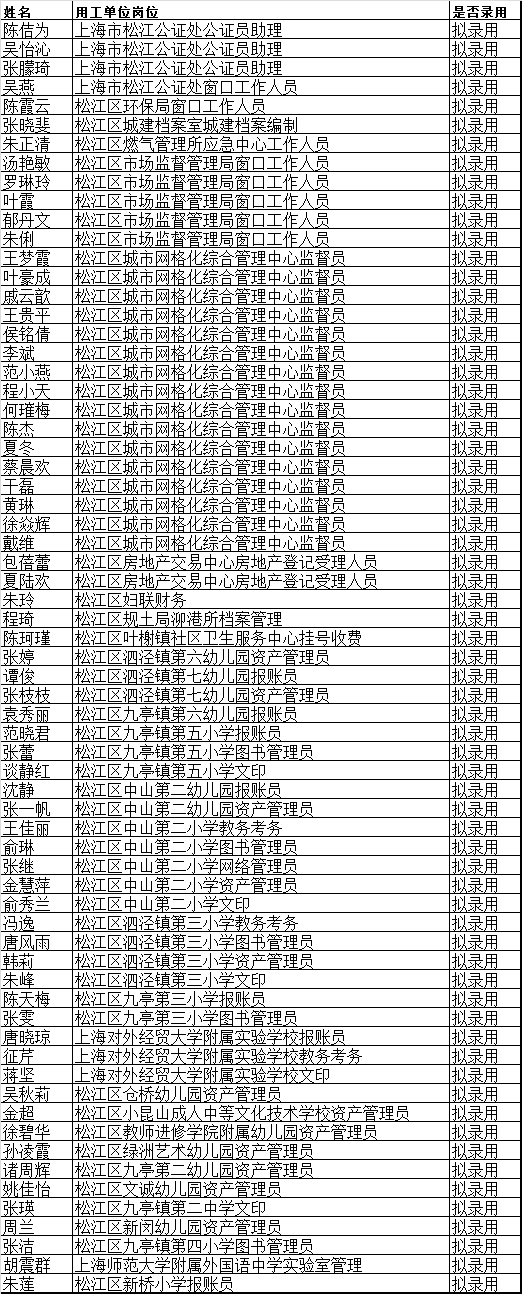 姓名 用工单位岗位 是否录用
陈佶为 上海市松江公证处公证员助理 拟录用
吴怡沁 上海市松江公证处公证员助理 拟录用
张朦琦 上海市松江公证处公证员助理 拟录用
吴燕 上海市松江公证处窗口工作人员 拟录用
陈霞云 松江区环保局窗口工作人员 拟录用
张晓斐 松江区城建档案室城建档案编制 拟录用
朱正清 松江区燃气管理所应急中心工作人员 拟录用
汤艳敏 松江区市场监督管理局窗口工作人员 拟录用
罗琳玲 松江区市场监督管理局窗口工作人员 拟录用
叶霞 松江区市场监督管理局窗口工作人员 拟录用
郁丹文 松江区市场监督管理局窗口工作人员 拟录用
朱俐 松江区市场监督管理局窗口工作人员 拟录用
王梦霞 松江区城市网格化综合管理中心监督员 拟录用
叶豪成 松江区城市网格化综合管理中心监督员 拟录用
戚云歆 松江区城市网格化综合管理中心监督员 拟录用
王贵平 松江区城市网格化综合管理中心监督员 拟录用
侯铭倩 松江区城市网格化综合管理中心监督员 拟录用
李斌 松江区城市网格化综合管理中心监督员 拟录用
范小燕 松江区城市网格化综合管理中心监督员 拟录用
程小天 松江区城市网格化综合管理中心监督员 拟录用
何璀梅 松江区城市网格化综合管理中心监督员 拟录用
陈杰 松江区城市网格化综合管理中心监督员 拟录用
夏冬 松江区城市网格化综合管理中心监督员 拟录用
蔡晨欢 松江区城市网格化综合管理中心监督员 拟录用
干磊 松江区城市网格化综合管理中心监督员 拟录用
黄琳 松江区城市网格化综合管理中心监督员 拟录用
徐焱辉 松江区城市网格化综合管理中心监督员 拟录用
戴维 松江区城市网格化综合管理中心监督员 拟录用
包蓓蕾 松江区房地产交易中心房地产登记受理人员 拟录用
夏陆欢 松江区房地产交易中心房地产登记受理人员 拟录用
朱玲 松江区妇联财务 拟录用
程琦 松江区规土局泖港所档案管理 拟录用
陈珂瑾 松江区叶榭镇社区卫生服务中心挂号收费 拟录用
张婷 松江区泗泾镇第六幼儿园资产管理员 拟录用
谭俊 松江区泗泾镇第七幼儿园报账员 拟录用
张枝枝 松江区泗泾镇第七幼儿园资产管理员 拟录用
袁秀丽 松江区九亭镇第六幼儿园报账员 拟录用
范晓君 松江区九亭镇第五小学报账员 拟录用
张蕾 松江区九亭镇第五小学图书管理员 拟录用
谈静红 松江区九亭镇第五小学文印 拟录用
沈静 松江区中山第二幼儿园报账员 拟录用
张一帆 松江区中山第二幼儿园资产管理员 拟录用
王佳丽 松江区中山第二小学教务考务 拟录用
俞琳 松江区中山第二小学图书管理员 拟录用
张继 松江区中山第二小学网络管理员 拟录用
金慧萍 松江区中山第二小学资产管理员 拟录用
俞秀兰 松江区中山第二小学文印 拟录用
冯逸 松江区泗泾镇第三小学教务考务 拟录用
唐风雨 松江区泗泾镇第三小学图书管理员 拟录用
韩莉 松江区泗泾镇第三小学资产管理员 拟录用
朱峰 松江区泗泾镇第三小学文印 拟录用
陈天梅 松江区九亭第三小学报账员 拟录用
张雯 松江区九亭第三小学图书管理员 拟录用
唐晓琼 上海对外经贸大学附属实验学校报账员 拟录用
征芹 上海对外经贸大学附属实验学校教务考务 拟录用
蒋坚 上海对外经贸大学附属实验学校文印 拟录用
吴秋莉 松江区仓桥幼儿园资产管理员 拟录用
金超 松江区小昆山成人中等文化技术学校资产管理员 拟录用
徐碧华 松江区教师进修学院附属幼儿园资产管理员 拟录用
孙凌霞 松江区绿洲艺术幼儿园资产管理员 拟录用
诸周辉 松江区九亭第二幼儿园资产管理员 拟录用
姚佳怡 松江区文诚幼儿园资产管理员 拟录用
张瑛 松江区九亭镇第二中学文印 拟录用
周兰 松江区新闵幼儿园资产管理员 拟录用
张洁 松江区九亭镇第四小学图书管理员 拟录用
胡震群 上海师范大学附属外国语中学实验室管理 拟录用
朱莲 松江区新桥小学报账员 拟录用